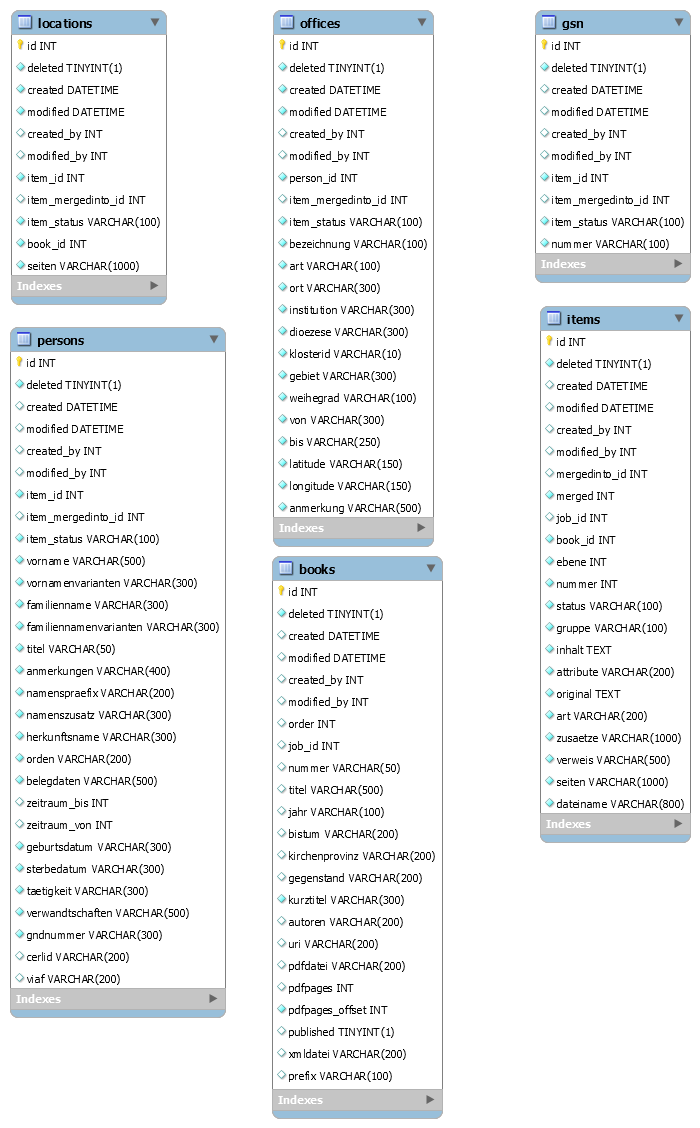 locations
id INT
deleted TINYINT(1)
created DATETIME
modified DATETIME
created_by INT
modified_by INT
item_id INT
item_mergedinto_id INT
item_status VARCHAR(100)
book_id INT
seiten VARCHAR(1000)
Indexes
persons
id INT
deleted TINYINT(1)
created DATETIME
modified DATETIME
created_by INT
modified_by INT
item_id INT
item_mergedinto_id INT
item_status VARCHAR(100)
vorname VARCHAR(500)
vornamenvarianten VARCHAR(300)
familienname VARCHAR(300)
familiennamenvarianten VARCHAR(300)
titel VARCHAR(50)
anmerkungen VARCHAR(400)
namenspraefix VARCHAR(200)
namenszusatz VARCHAR(300)
herkunftsname VARCHAR(300)
orden VARCHAR(200)
belegdaten VARCHAR(500)
zeitraum_bis INT
zeitraum_von INT
geburtsdatum VARCHAR(300)
sterbedatum VARCHAR(300)
taetigkeit VARCHAR(300)
verwandtschaften VARCHAR(500)
gndnummer VARCHAR(300)
cerlid VARCHAR(200)
viaf VARCHAR(200)
Indexes
offices
id INT
deleted TINYINT(1)
created DATETIME
modified DATETIME
created_by INT
modified_by INT
person_id INT
item_mergedinto_id INT
item_status VARCHAR(100)
bezeichnung VARCHAR(100)
art VARCHAR(100)
ort VARCHAR(300)
institution VARCHAR(300)
dioezese VARCHAR(300)
klosterid VARCHAR(10)
gebiet VARCHAR(300)
weihegrad VARCHAR(100)
von VARCHAR(300)
bis VARCHAR(250)
latitude VARCHAR(150)
longitude VARCHAR(150)
anmerkung VARCHAR(500)
Indexes
books
id INT
deleted TINYINT(1)
created DATETIME
modified DATETIME
created_by INT
modified_by INT
order INT
job_id INT
nummer VARCHAR(50)
titel VARCHAR(500)
jahr VARCHAR(100)
bistum VARCHAR(200)
kirchenprovinz VARCHAR(200)
gegenstand VARCHAR(200)
kurztitel VARCHAR(300)
autoren VARCHAR(200)
uri VARCHAR(200)
pdfdatei VARCHAR(200)
pdfpages INT
pdfpages_offset INT
published TINYINT(1)
xmldatei VARCHAR(200)
prefix VARCHAR(100)
Indexes
gsn
id INT
deleted TINYINT(1)
created DATETIME
modified DATETIME
created_by INT
modified_by INT
item_id INT
item_mergedinto_id INT
item_status VARCHAR(100)
nummer VARCHAR(100)
Indexes
items
id INT
deleted TINYINT(1)
created DATETIME
modified DATETIME
created_by INT
modified_by INT
mergedinto_id INT
merged INT
job_id INT
book_id INT
ebene INT
nummer INT
status VARCHAR(100)
gruppe VARCHAR(100)
inhalt TEXT
attribute VARCHAR(200)
original TEXT
art VARCHAR(200)
zusaetze VARCHAR(1000)
verweis VARCHAR(500)
seiten VARCHAR(1000)
dateiname VARCHAR(800)
Indexes